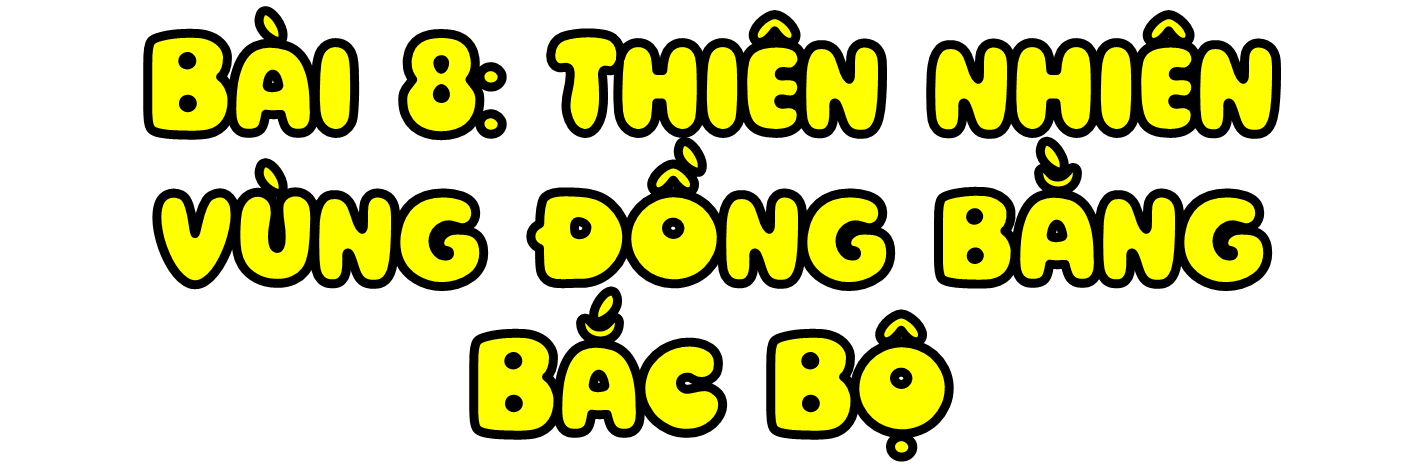 BÀI 8: THIÊN NHIÊN
VÙNG ĐỒNG BẰNG
BẮC BỘ